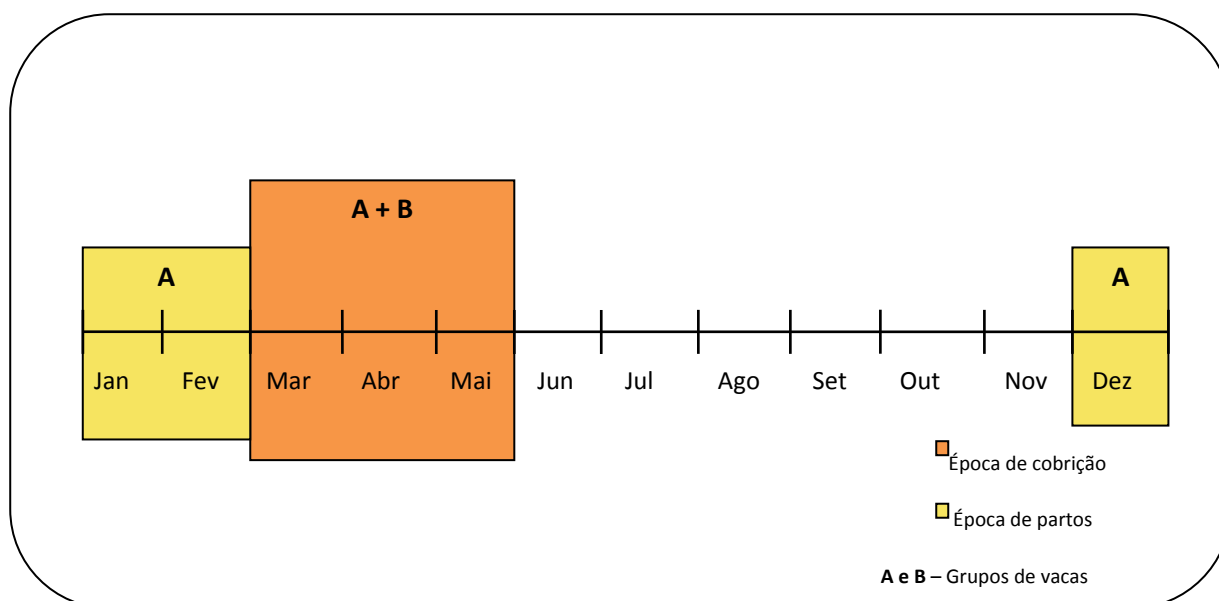 A + B
A
A
Jan Fev Mar Abr Mai Jun Jul Ago Set Out Nov Dez
Época de cobrição
Época de partos
A e B – Grupos de vacas